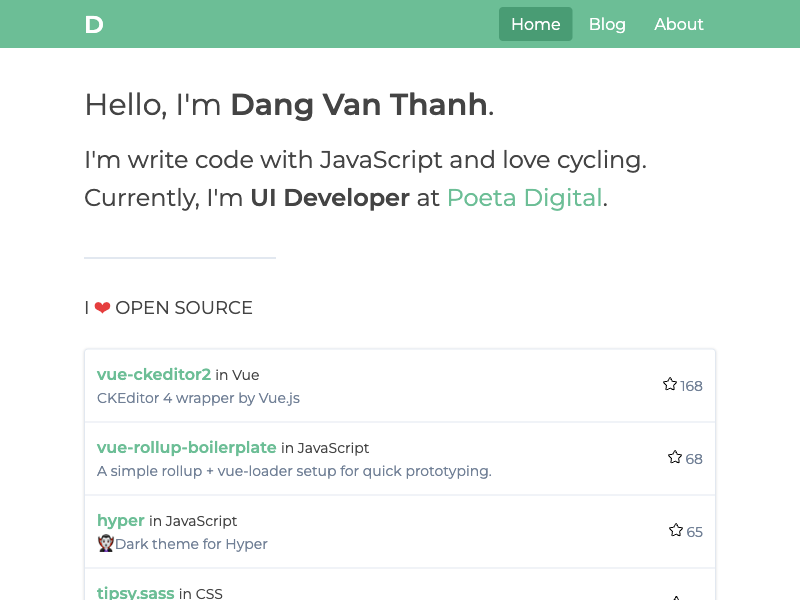 D
Home Blog About
Hello, I'm Dang Van Thanh.
I'm write code with JavaScript and love cycling.
Currently, I'm UI Developer at Poeta Digital.
I ❤ OPEN SOURCE
vue-ckeditor2 in Vue
CKEditor 4 wrapper by Vue.js
168
vue-rollup-boilerplate in JavaScript
A simple rollup + vue-loader setup for quick prototyping.
68
hyper in JavaScript
🧛🏻Dark theme for Hyper
65
tipsy.sass in CSS